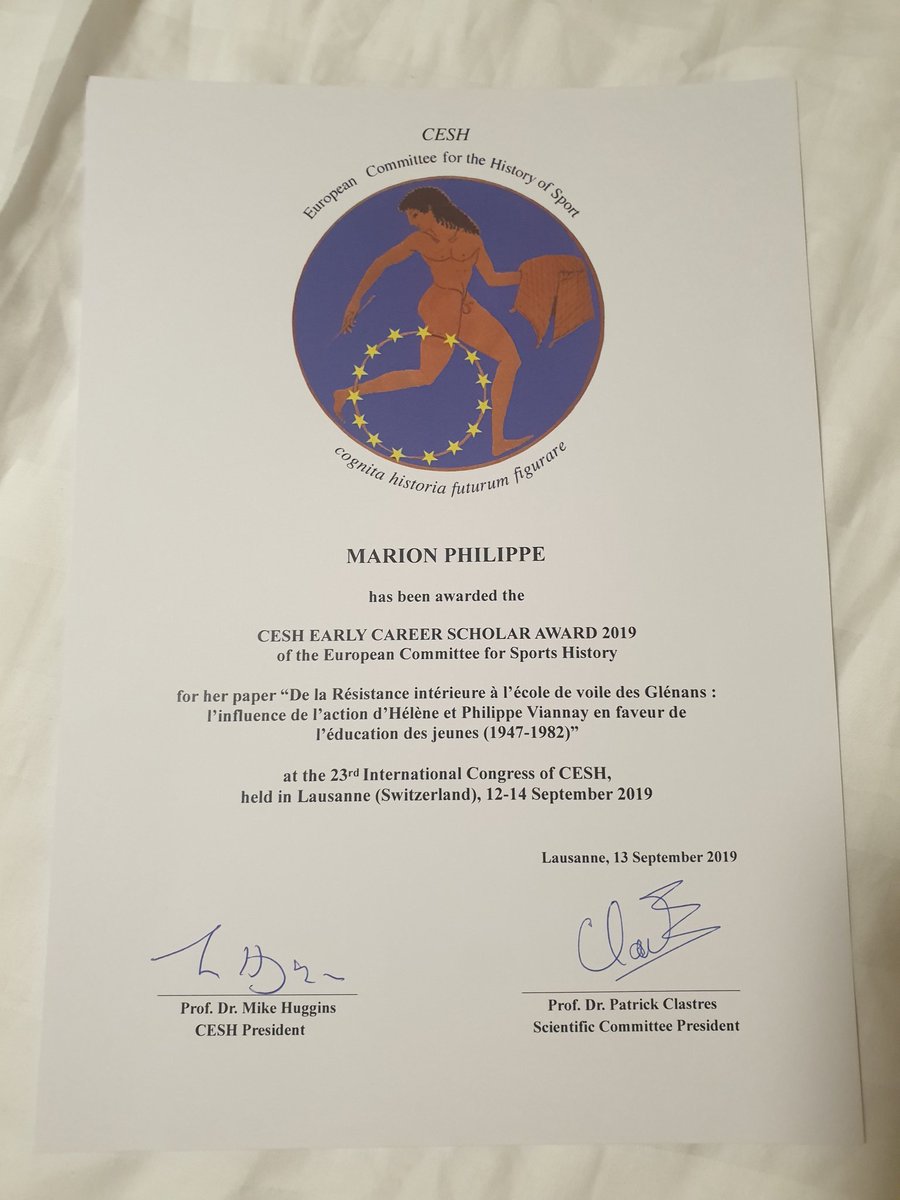 CESH
European Committee for the History of Sport
cognita historia futurum figurare
MARION PHILIPPE
has been awarded the
CESH EARLY CAREER SCHOLAR AWARD 2019
of the European Committee for Sports History
for her paper “De la Résistance intérieure à l’école de voile des Glénans :
l’influence de l’action d’Hélène et Philippe Viannay en faveur de
l’éducation des jeunes (1947-1982)”
at the 23rd International Congress of CESH,
held in Lausanne (Switzerland), 12-14 September 2019
Lausanne, 13 September 2019
Prof. Dr. Mike Huggins
CESH President
Prof. Dr. Patrick Clastres
Scientific Committee President